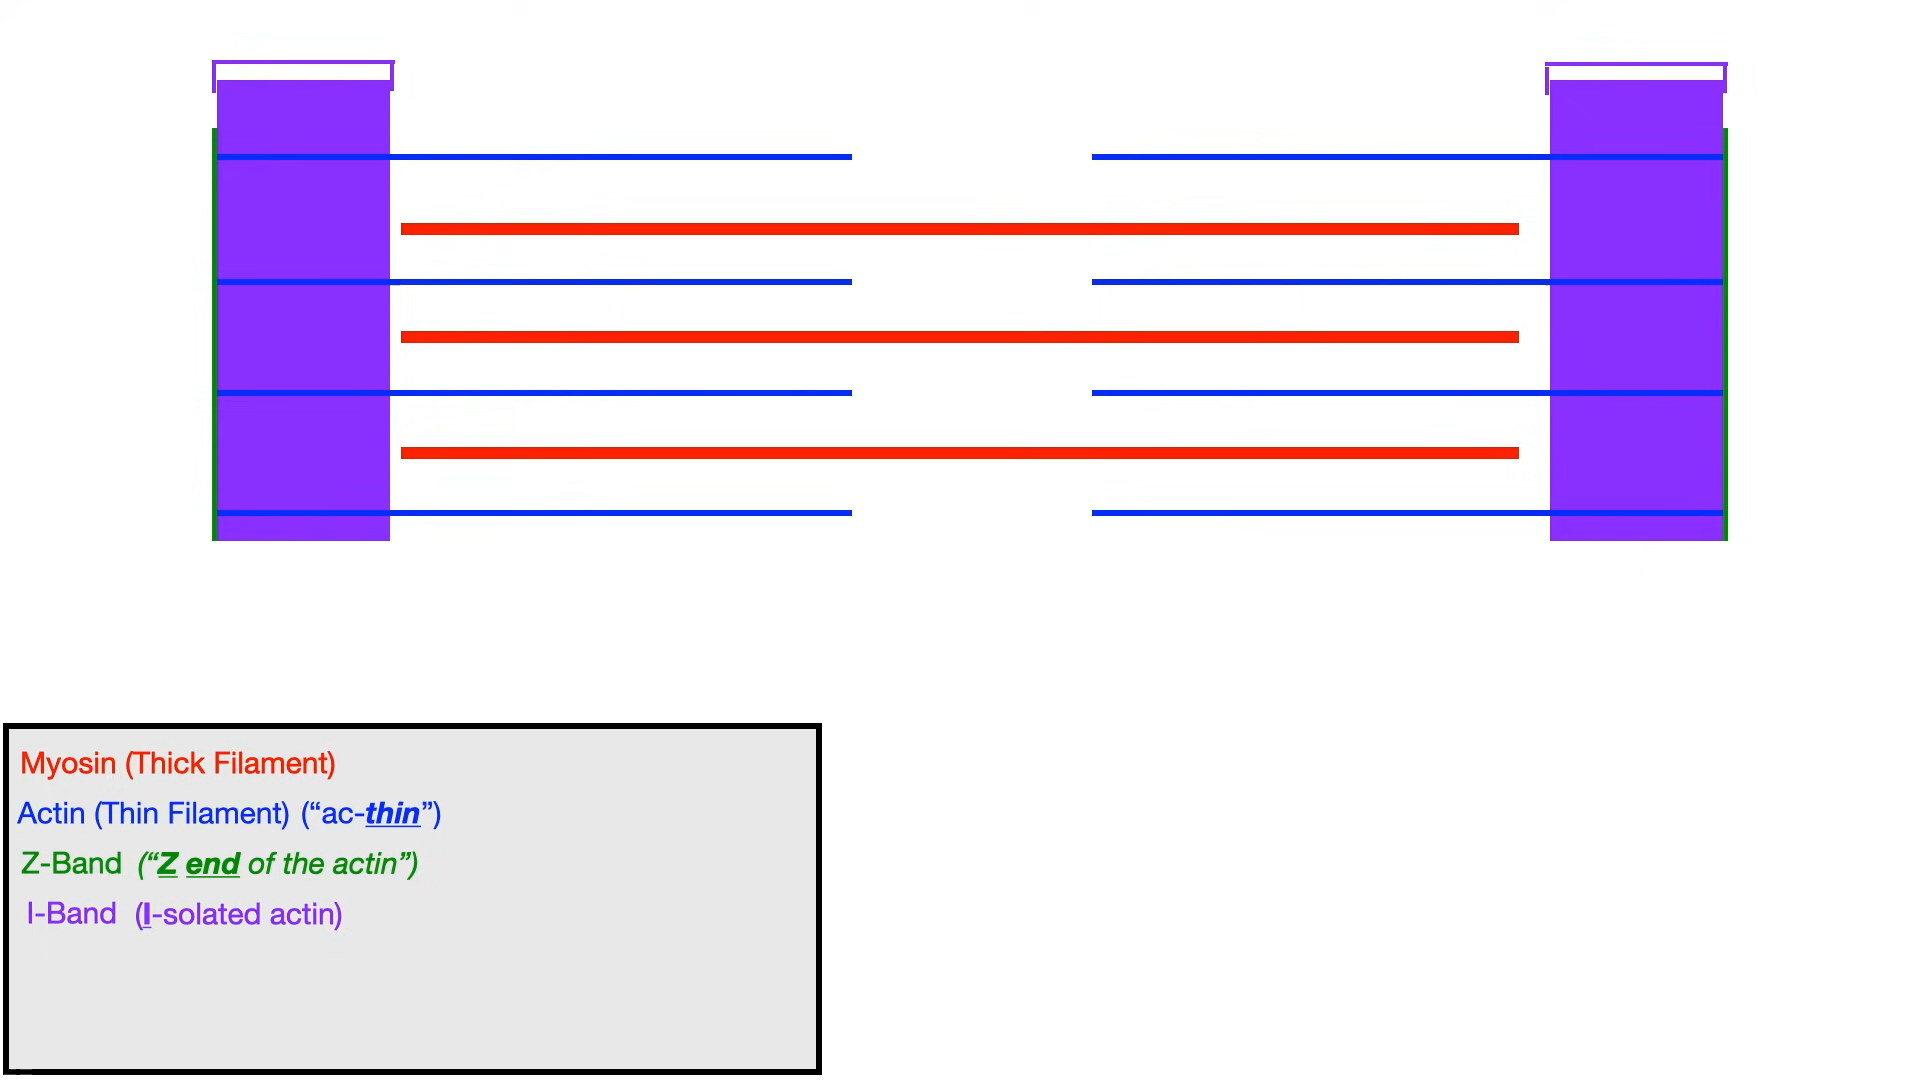 Myosin (Thick Filament)
Actin (Thin Filament) (“ac-thin”)
Z-Band (“Z end of the actin”)
I-Band (I-solated actin)